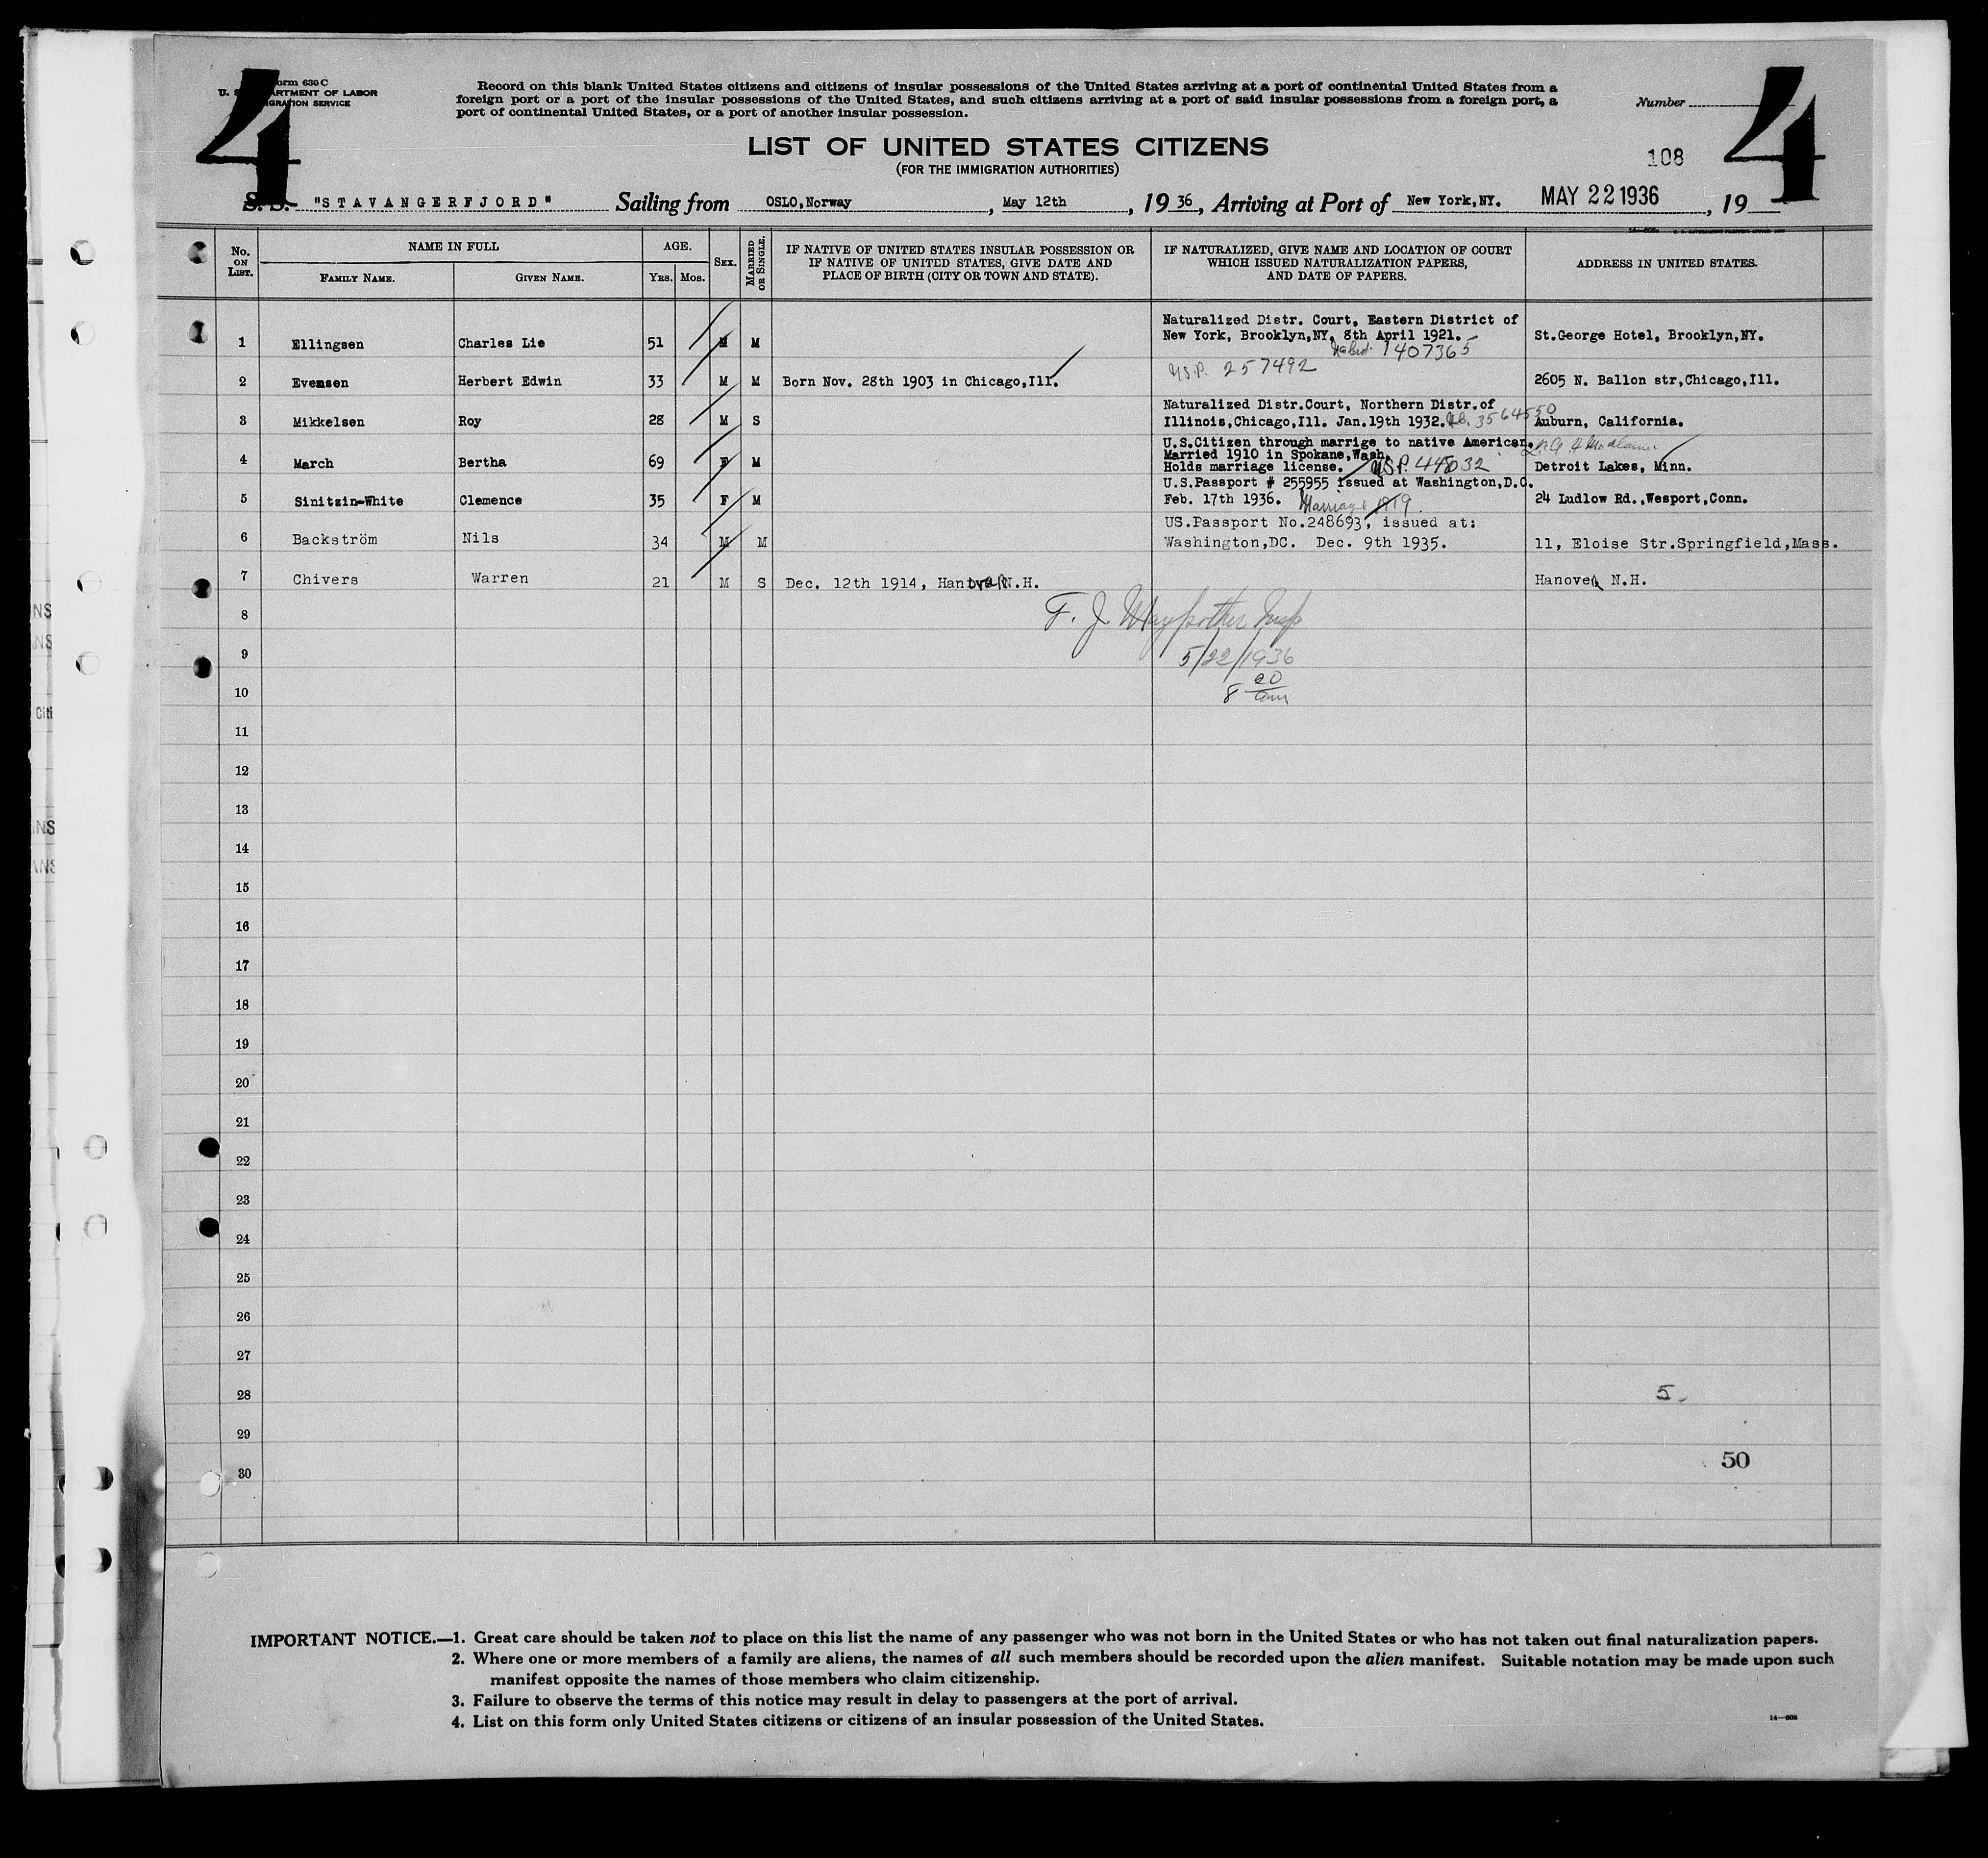 4
Form 630 C
U. S. DEPARTMENT OF LABOR
IMMIGRATION SERVICE
Record on this blank United States citizens and citizens of insular possessions of the United States arriving at a port of continental United States from a
foreign port or a port of the insular possessions of the United States, and such citizens arriving at a port of said insular possessions from a foreign port, a
port of continental United States, or a port of another insular possession.
Number
4
LIST OF UNITED STATES CITIZENS
(FOR THE IMMIGRATION AUTHORITIES)
108
S. S. "STAVANGERFJORD" Sailing from OSLO,Norway, May 12th, 1936, Arriving at Port of New York,NY. MAY 22 1936, 19
No. ON LIST.
NAME IN FULL
FAMILY NAME.
GIVEN NAME.
AGE.
YRS. MOS.
SEX.
MARRIED OR SINGLE.
IF NATIVE OF UNITED STATES INSULAR POSSESSION OR
IF NATIVE OF UNITED STATES, GIVE DATE AND
PLACE OF BIRTH (CITY OR TOWN AND STATE).
IF NATURALIZED, GIVE NAME AND LOCATION OF COURT
WHICH ISSUED NATURALIZATION PAPERS,
AND DATE OF PAPERS.
ADDRESS IN UNITED STATES.
Naturalized Distr. Court, Eastern District of
1 Ellingsen Charles Lie 51 M M New York, Brooklyn,NY, 8th April 1921. St.George Hotel, Brooklyn,NY.
1407365
U.S.P. 257492
2 Evensen Herbert Edwin 33 M M Born Nov. 28th 1903 in Chicago,Ill. 2605 N. Ballon str,Chicago,Ill.
Naturalized Distr.Court, Northern Distr.of
3 Mikkelsen Roy 28 M S Illinois,Chicago,Ill. Jan.19th 1932. 3564550 Auburn, California.
U.S.Citizen through marrige to native American.
Married 1910 in Spokane,Wash.
4 March Bertha 69 F M Holds marriage license. Detroit Lakes, Minn.
U.S.Passport # 255955 issued at Washington,D.C.
5 Sinitzin-White Clemence 35 F M Feb. 17th 1936. Marriage 1919. 24 Ludlow Rd.,Wesport,Conn.
US.Passport No.248693, issued at:
6 Backström Nils 34 M M Washington,DC. Dec. 9th 1935. 11, Eloise Str.Springfield,Mass.
7 Chivers Warren 21 M S Dec. 12th 1914, Hanover N.H. Hanover N.H.
8
F. J.
9
5/22/1936
10
8 20 am
11
12
13
14
15
16
17
18
19
20
21
22
23
24
25
26
27
28
5
29
30
50
IMPORTANT NOTICE.—1. Great care should be taken not to place on this list the name of any passenger who was not born in the United States or who has not taken out final naturalization papers.
2. Where one or more members of a family are aliens, the names of all such members should be recorded upon the alien manifest. Suitable notation may be made upon such
manifest opposite the names of those members who claim citizenship.
3. Failure to observe the terms of this notice may result in delay to passengers at the port of arrival.
4. List on this form only United States citizens or citizens of an insular possession of the United States.
14—608